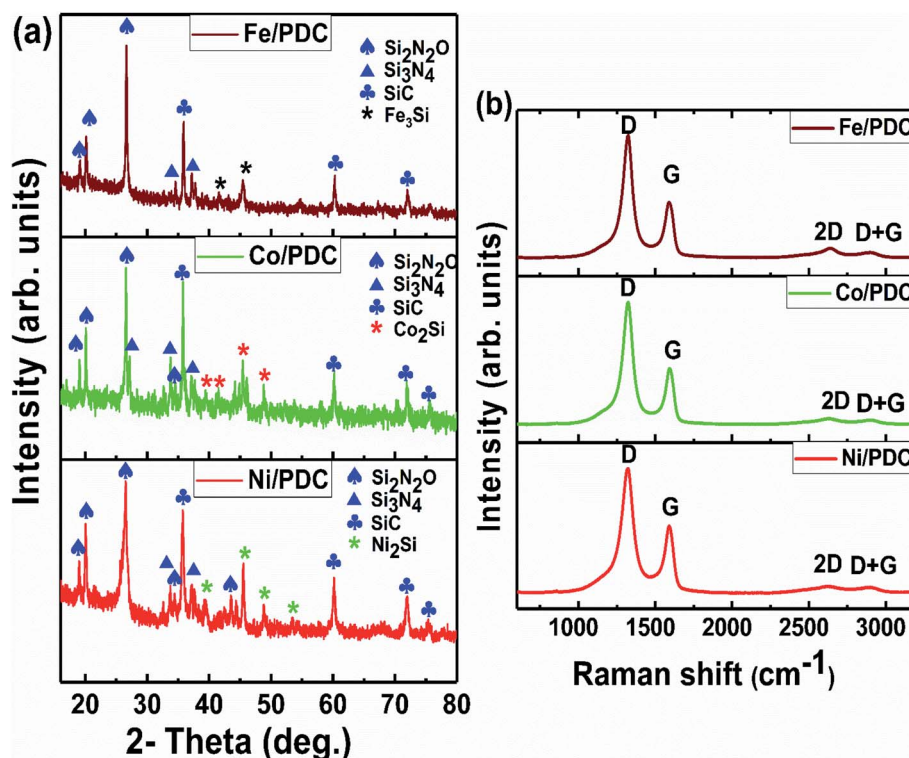 (a)
Fe/PDC
♠ Si₂N₂O
▲ Si₃N₄
♣ SiC
* Fe₃Si
Co/PDC
♠ Si₂N₂O
▲ Si₃N₄
♣ SiC
* Co₂Si
Ni/PDC
♠ Si₂N₂O
▲ Si₃N₄
♣ SiC
* Ni₂Si
Intensity (arb. units)
20 30 40 50 60 70 80
2- Theta (deg.)
(b)
Fe/PDC
D
G
2D D+G
Co/PDC
D
G
2D D+G
Ni/PDC
D
G
2D D+G
Intensity (arb. units)
1000 1500 2000 2500 3000
Raman shift (cm⁻¹)